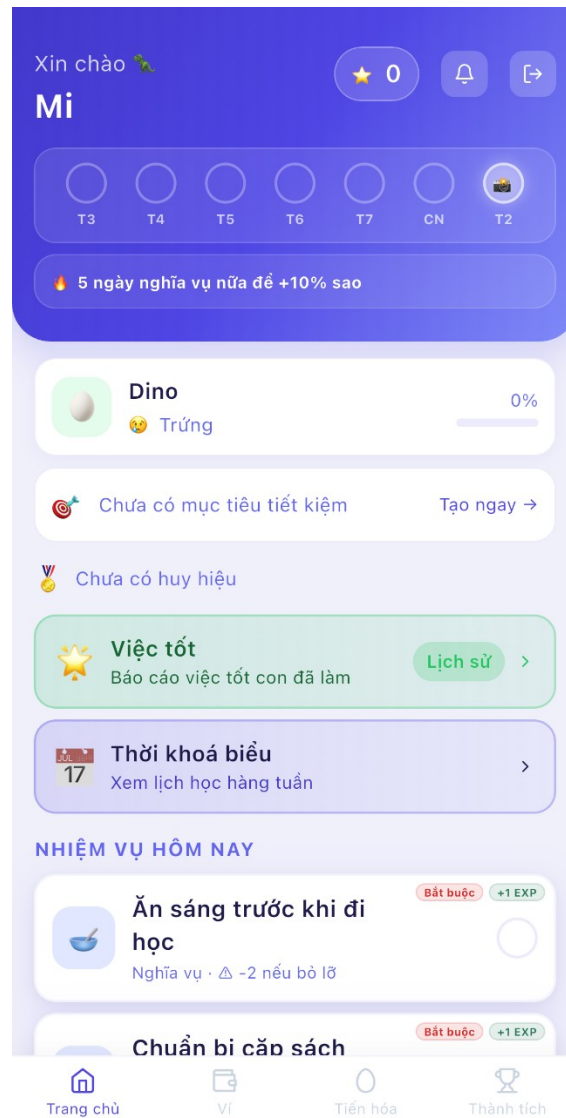 Xin chào 🦖
Mi
⭐ 0
T3 T4 T5 T6 T7 CN T2
🔥 5 ngày nghĩa vụ nữa để +10% sao
Dino
😢 Trứng
0%
Chưa có mục tiêu tiết kiệm
Tạo ngay →
Chưa có huy hiệu
Việc tốt
Báo cáo việc tốt con đã làm
Lịch sử
JUL
17
Thời khoá biểu
Xem lịch học hàng tuần
NHIỆM VỤ HÔM NAY
Bắt buộc +1 EXP
Ăn sáng trước khi đi
học
Nghĩa vụ · ⚠ -2 nếu bỏ lỡ
Bắt buộc +1 EXP
Chuẩn bị cặp sách
Trang chủ Ví Tiến hóa Thành tích